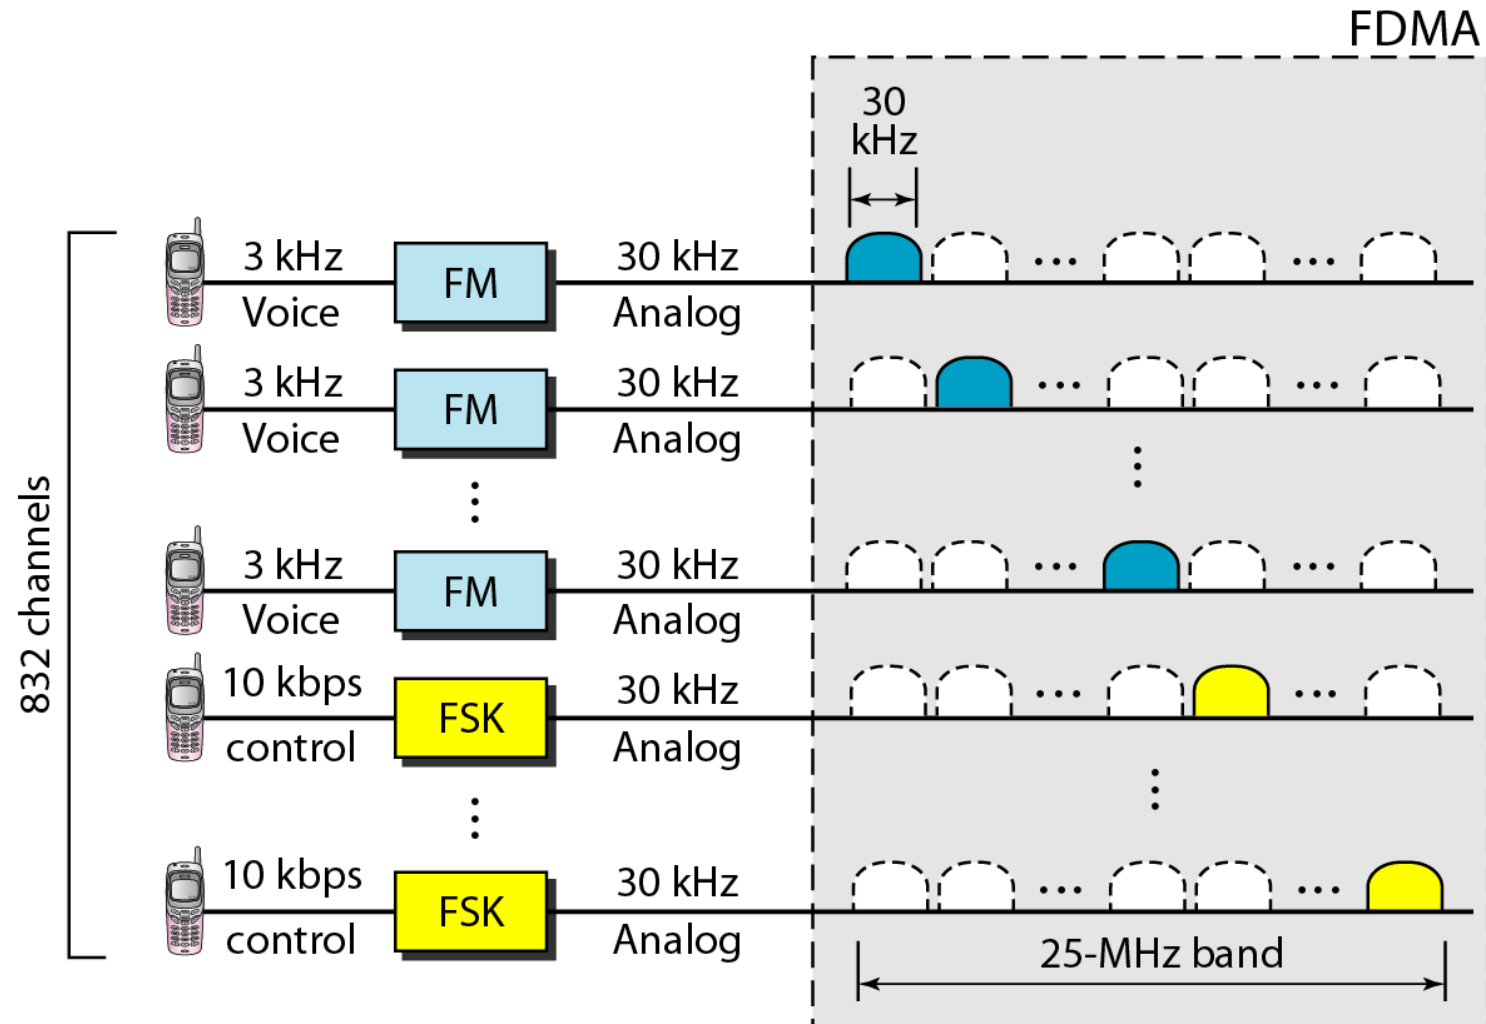 FDMA
30
kHz
3 kHz
Voice
FM
30 kHz
Analog
3 kHz
Voice
FM
30 kHz
Analog
3 kHz
Voice
FM
30 kHz
Analog
832 channels
10 kbps
control
FSK
30 kHz
Analog
10 kbps
control
FSK
30 kHz
Analog
25-MHz band